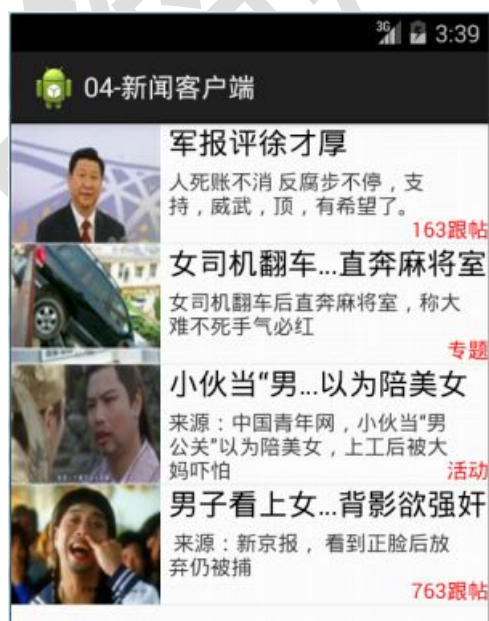 3G 3:39
04-新闻客户端
军报评徐才厚
人死账不消 反腐步不停，支
持，威武，顶，有希望了。
163跟帖
女司机翻车...直奔麻将室
女司机翻车后直奔麻将室，称大
难不死手气必红
专题
小伙当“男...以为陪美女
来源：中国青年网，小伙当“男
公关”以为陪美女，上工后被大
妈吓怕
活动
男子看上女...背影欲强奸
来源：新京报， 看到正脸后放
弃仍被捕
763跟帖